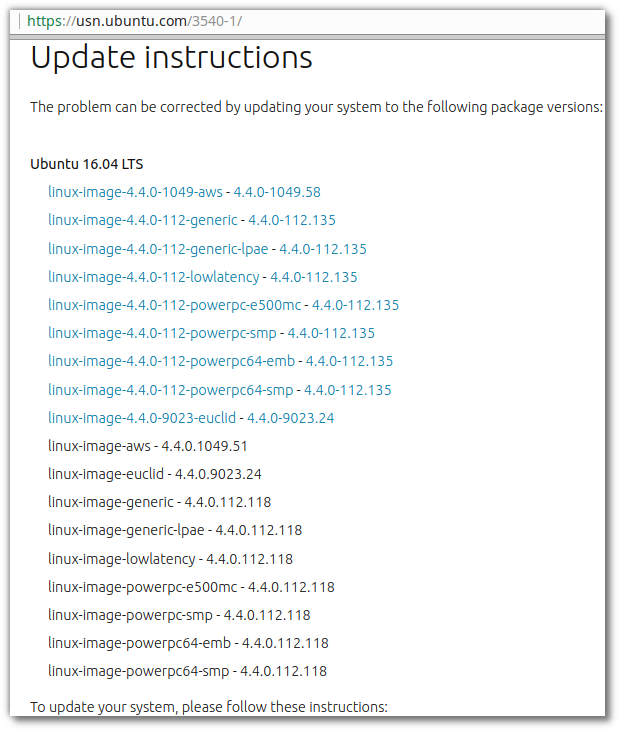 https://usn.ubuntu.com/3540-1/
Update instructions
The problem can be corrected by updating your system to the following package versions:
Ubuntu 16.04 LTS
linux-image-4.4.0-1049-aws - 4.4.0-1049.58
linux-image-4.4.0-112-generic - 4.4.0-112.135
linux-image-4.4.0-112-generic-lpae - 4.4.0-112.135
linux-image-4.4.0-112-lowlatency - 4.4.0-112.135
linux-image-4.4.0-112-powerpc-e500mc - 4.4.0-112.135
linux-image-4.4.0-112-powerpc-smp - 4.4.0-112.135
linux-image-4.4.0-112-powerpc64-emb - 4.4.0-112.135
linux-image-4.4.0-112-powerpc64-smp - 4.4.0-112.135
linux-image-4.4.0-9023-euclid - 4.4.0-9023.24
linux-image-aws - 4.4.0.1049.51
linux-image-euclid - 4.4.0.9023.24
linux-image-generic - 4.4.0.112.118
linux-image-generic-lpae - 4.4.0.112.118
linux-image-lowlatency - 4.4.0.112.118
linux-image-powerpc-e500mc - 4.4.0.112.118
linux-image-powerpc-smp - 4.4.0.112.118
linux-image-powerpc64-emb - 4.4.0.112.118
linux-image-powerpc64-smp - 4.4.0.112.118
To update your system, please follow these instructions: